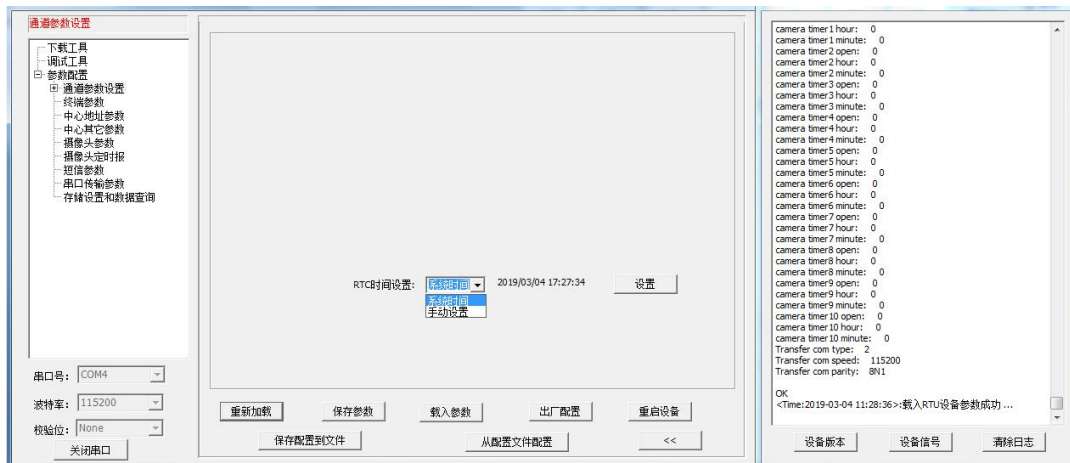 通道参数设置
下载工具
调试工具
参数配置
通道参数设置
终端参数
中心地址参数
中心其它参数
摄像头参数
摄像头定时报
短信参数
串口传输参数
存储设置和数据查询
串口号： COM4
波特率： 115200
校验位： None
关闭串口
RTC时间设置： 系统时间 2019/03/04 17:27:34 设置
系统时间
手动设置
重新加载 保存参数 载入参数 出厂配置 重启设备
保存配置到文件 从配置文件配置 <<
camera timer1 hour: 0
camera timer1 minute: 0
camera timer2 open: 0
camera timer2 hour: 0
camera timer2 minute: 0
camera timer3 open: 0
camera timer3 hour: 0
camera timer3 minute: 0
camera timer4 open: 0
camera timer4 hour: 0
camera timer4 minute: 0
camera timer5 open: 0
camera timer5 hour: 0
camera timer5 minute: 0
camera timer6 open: 0
camera timer6 hour: 0
camera timer6 minute: 0
camera timer7 open: 0
camera timer7 hour: 0
camera timer7 minute: 0
camera timer8 open: 0
camera timer8 hour: 0
camera timer8 minute: 0
camera timer9 open: 0
camera timer9 hour: 0
camera timer9 minute: 0
camera timer10 open: 0
camera timer10 hour: 0
camera timer10 minute: 0
Transfer com type: 2
Transfer com speed: 115200
Transfer com parity: 8N1
OK
<Time:2019-03-04 11:28:36>:载入RTU设备参数成功 ...
设备版本 设备信号 清除日志